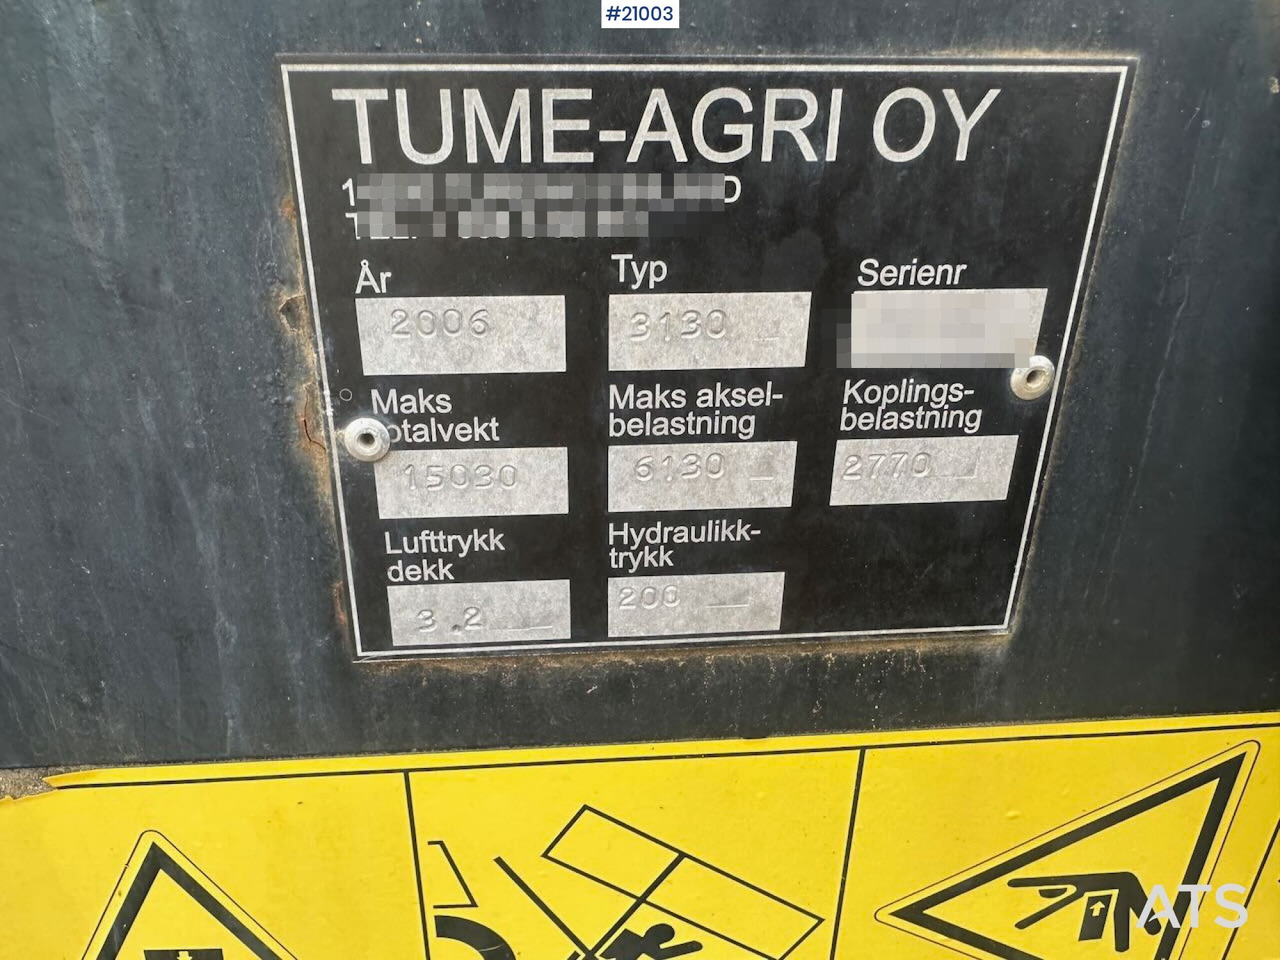 #21003
TUME-AGRI OY
År
Typ
Serienr
2006
3130
Maks
Maks aksel-
belastning
Koplings-
belastning
15030
6130
2770
Lufttrykk
dekk
Hydraulikk-
trykk
3.2
200
ATS